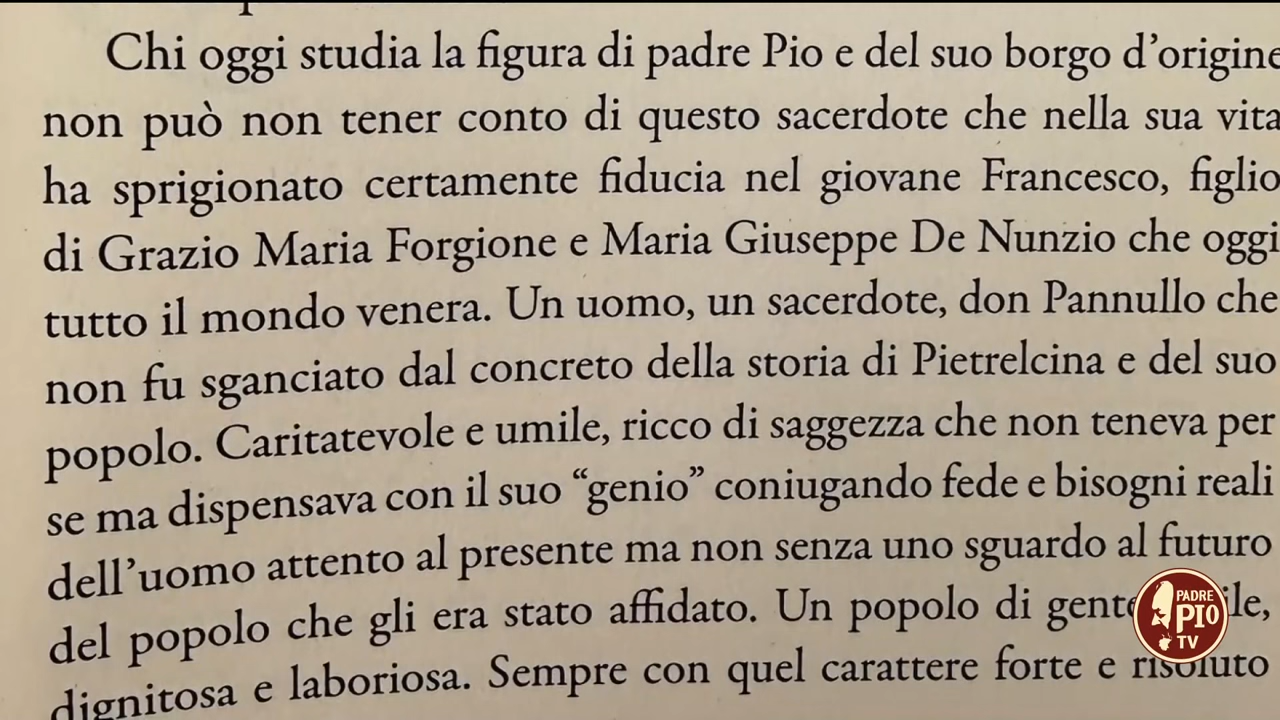 Chi oggi studia la figura di padre Pio e del suo borgo d’origine
non può non tener conto di questo sacerdote che nella sua vita
ha sprigionato certamente fiducia nel giovane Francesco, figlio
di Grazio Maria Forgione e Maria Giuseppe De Nunzio che oggi
tutto il mondo venera. Un uomo, un sacerdote, don Pannullo che
non fu sganciato dal concreto della storia di Pietrelcina e del suo
popolo. Caritatevole e umile, ricco di saggezza che non teneva per
se ma dispensava con il suo “genio” coniugando fede e bisogni reali
dell’uomo attento al presente ma non senza uno sguardo al futuro
del popolo che gli era stato affidato. Un popolo di gente
dignitosa e laboriosa. Sempre con quel carattere forte e risoluto
PADRE
PIO
TV